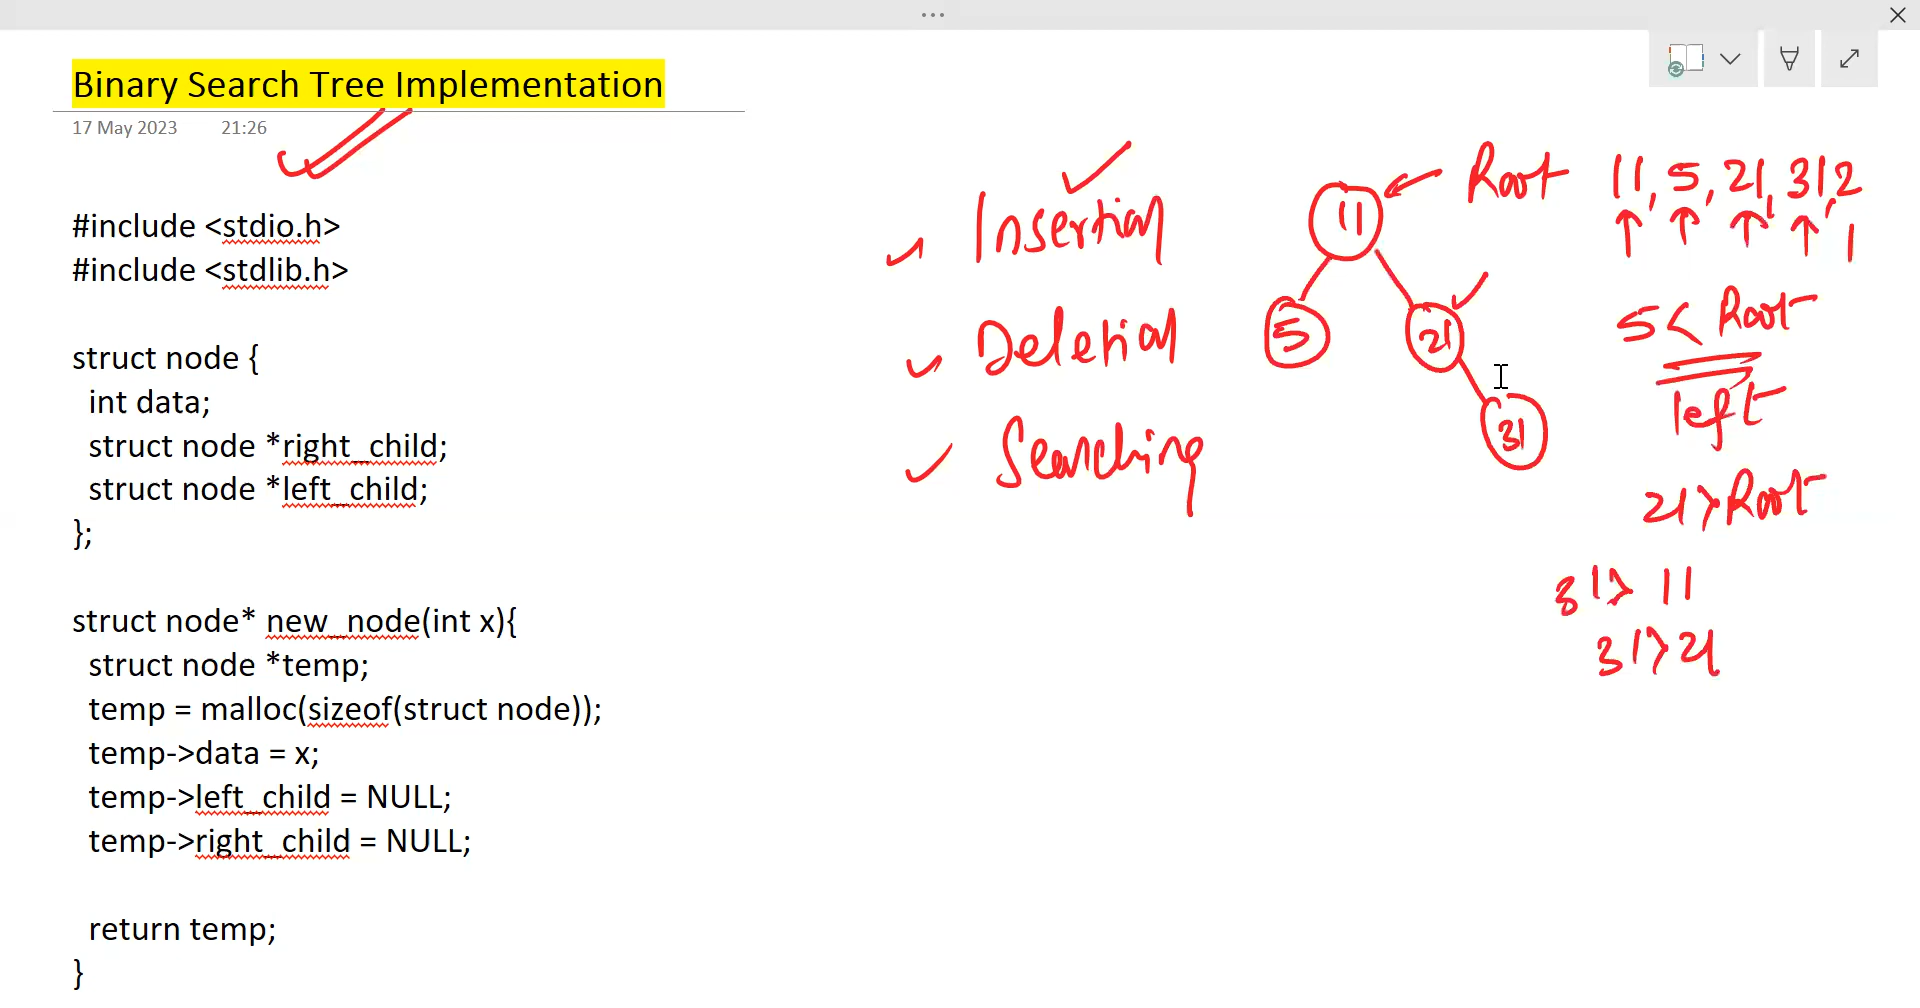 Binary Search Tree Implementation
17 May 2023 21:26
#include <stdio.h>
#include <stdlib.h>
struct node {
int data;
struct node *right_child;
struct node *left_child;
};
struct node* new_node(int x){
struct node *temp;
temp = malloc(sizeof(struct node));
temp->data = x;
temp->left_child = NULL;
temp->right_child = NULL;
return temp;
}
Insertion
Deletion
Searching
11
5
21
31
Root
11, 5, 21, 31, 2
1
5 < Root
left
21 > Root
31 > 11
31 > 21